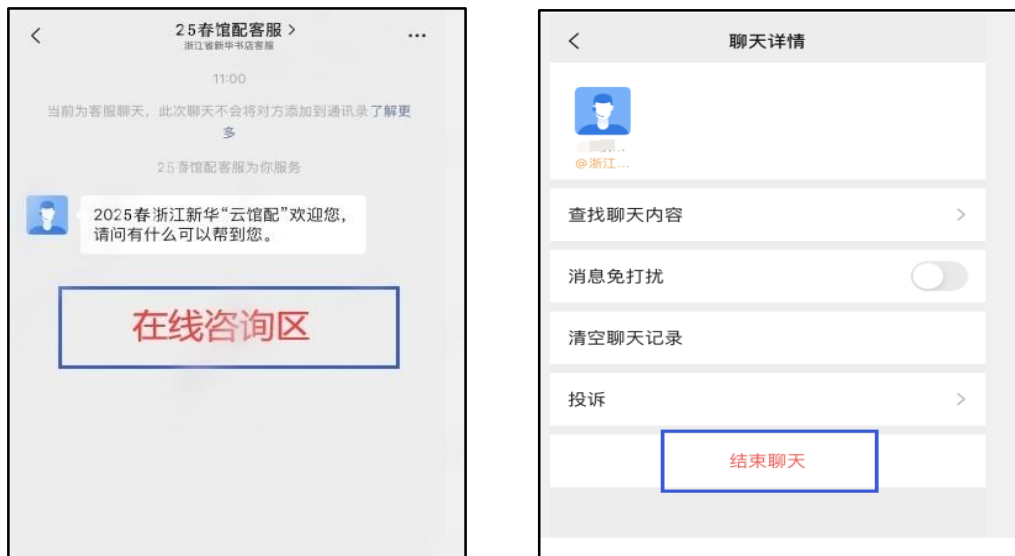 25春馆配客服
浙江省新华书店客服
11:00
当前为客服聊天，此次聊天不会将对方添加到通讯录了解更
多
25春馆配客服为你服务
2025春浙江新华“云馆配”欢迎您，
请问有什么可以帮到您。
在线咨询区
聊天详情
@浙江...
查找聊天内容
消息免打扰
清空聊天记录
投诉
结束聊天